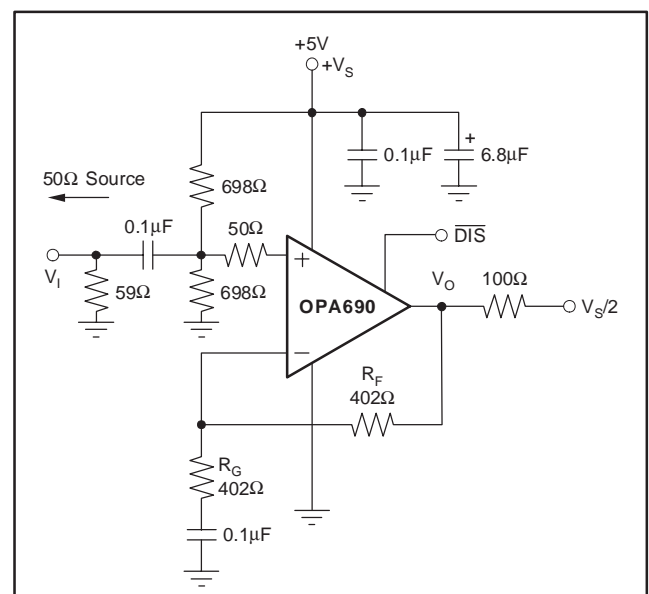 +5V
+V_S
0.1μF
+
6.8μF
50Ω Source
698Ω
0.1μF
50Ω
DIS
V_I
59Ω
698Ω
+
OPA690
−
V_O
100Ω
V_S/2
R_F
402Ω
R_G
402Ω
0.1μF